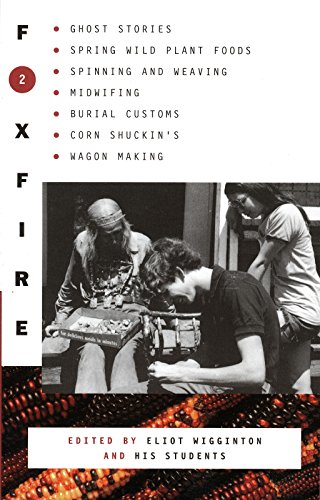 FOXFIRE
2
GHOST STORIES
SPRING WILD PLANT FOODS
SPINNING AND WEAVING
MIDWIFING
BURIAL CUSTOMS
CORN SHUCKIN'S
WAGON MAKING
EDITED BY ELIOT WIGGINTON
AND HIS STUDENTS